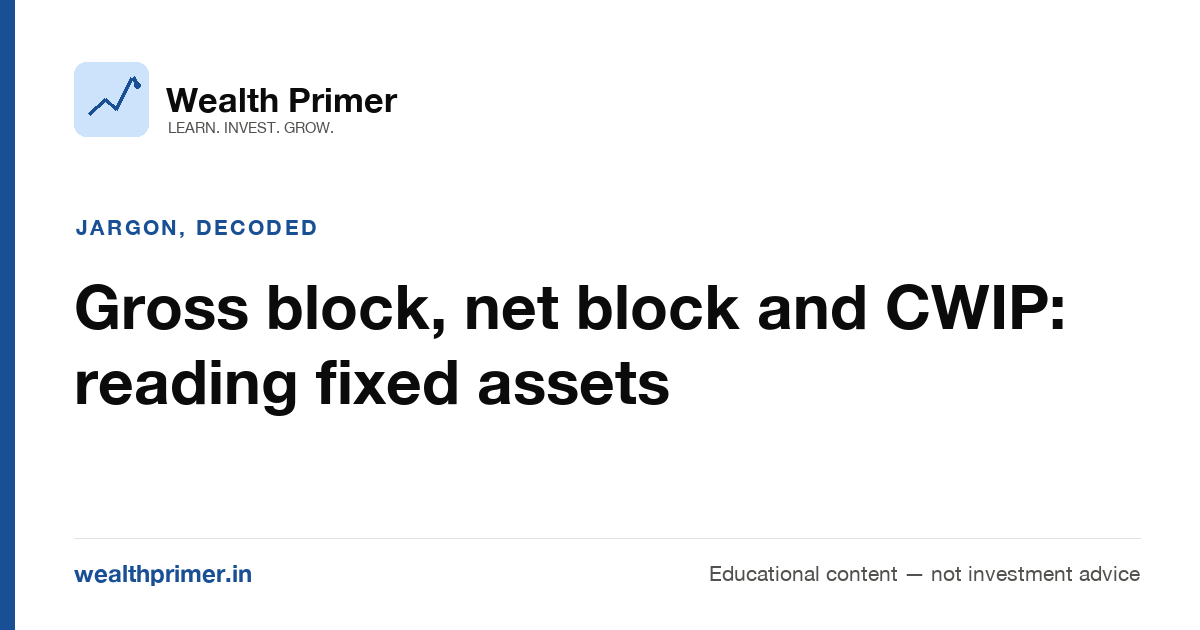 Wealth Primer
LEARN. INVEST. GROW.
JARGON, DECODED
Gross block, net block and CWIP:
reading fixed assets
wealthprimer.in
Educational content — not investment advice